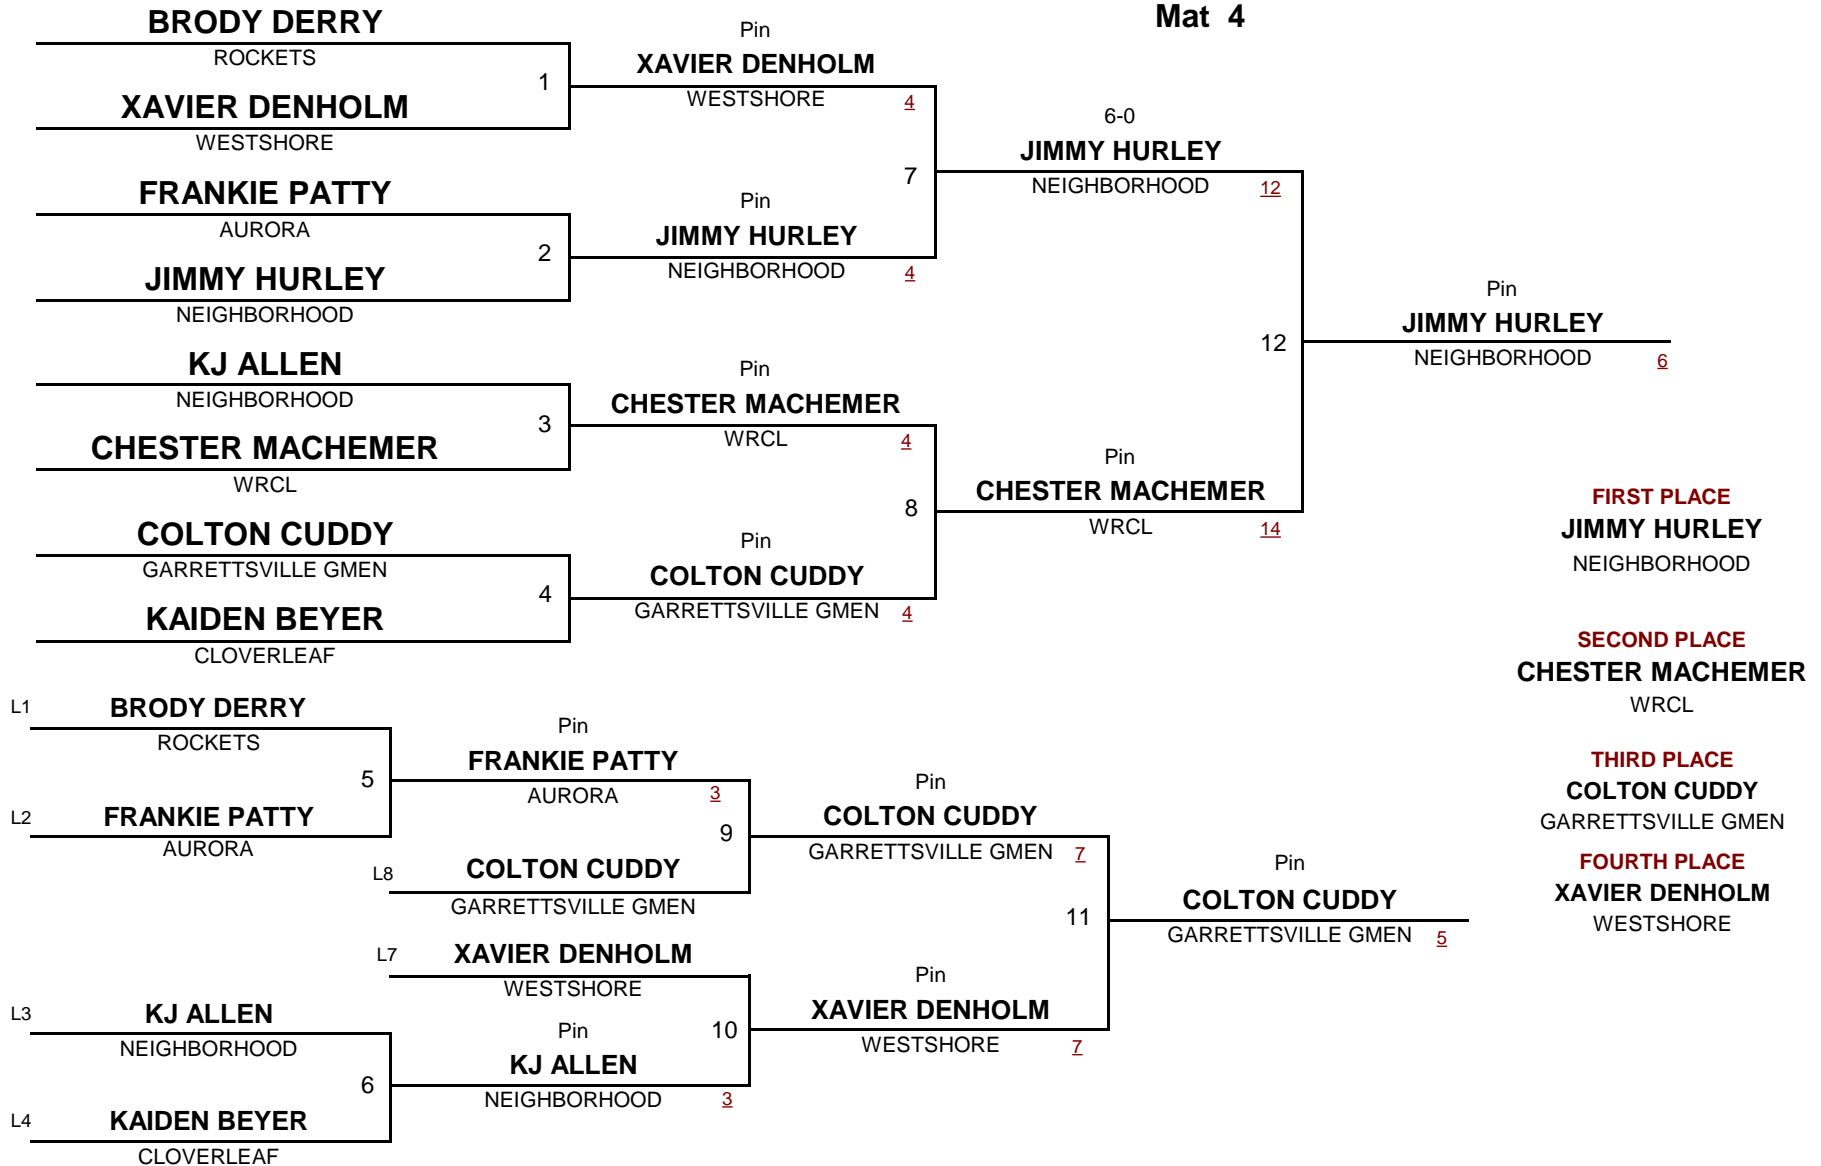 Mat 4
BRODY DERRY
ROCKETS
1
XAVIER DENHOLM
WESTSHORE
FRANKIE PATTY
AURORA
2
JIMMY HURLEY
NEIGHBORHOOD
KJ ALLEN
NEIGHBORHOOD
3
CHESTER MACHEMER
WRCL
COLTON CUDDY
GARRETTSVILLE GMEN
4
KAIDEN BEYER
CLOVERLEAF
Pin
XAVIER DENHOLM
WESTSHORE 4
7
Pin
JIMMY HURLEY
NEIGHBORHOOD 4
Pin
CHESTER MACHEMER
WRCL 4
8
Pin
COLTON CUDDY
GARRETTSVILLE GMEN 4
6-0
JIMMY HURLEY
NEIGHBORHOOD 12
12
Pin
CHESTER MACHEMER
WRCL 14
Pin
JIMMY HURLEY
NEIGHBORHOOD 6
FIRST PLACE
JIMMY HURLEY
NEIGHBORHOOD
SECOND PLACE
CHESTER MACHEMER
WRCL
THIRD PLACE
COLTON CUDDY
GARRETTSVILLE GMEN
FOURTH PLACE
XAVIER DENHOLM
WESTSHORE
L1 BRODY DERRY
ROCKETS
5
L2 FRANKIE PATTY
AURORA
Pin
FRANKIE PATTY
AURORA 3
9
L8 COLTON CUDDY
GARRETTSVILLE GMEN
L7 XAVIER DENHOLM
WESTSHORE
10
L3 KJ ALLEN
NEIGHBORHOOD
6
L4 KAIDEN BEYER
CLOVERLEAF
Pin
KJ ALLEN
NEIGHBORHOOD 3
Pin
COLTON CUDDY
GARRETTSVILLE GMEN 7
11
Pin
XAVIER DENHOLM
WESTSHORE 7
Pin
COLTON CUDDY
GARRETTSVILLE GMEN 5